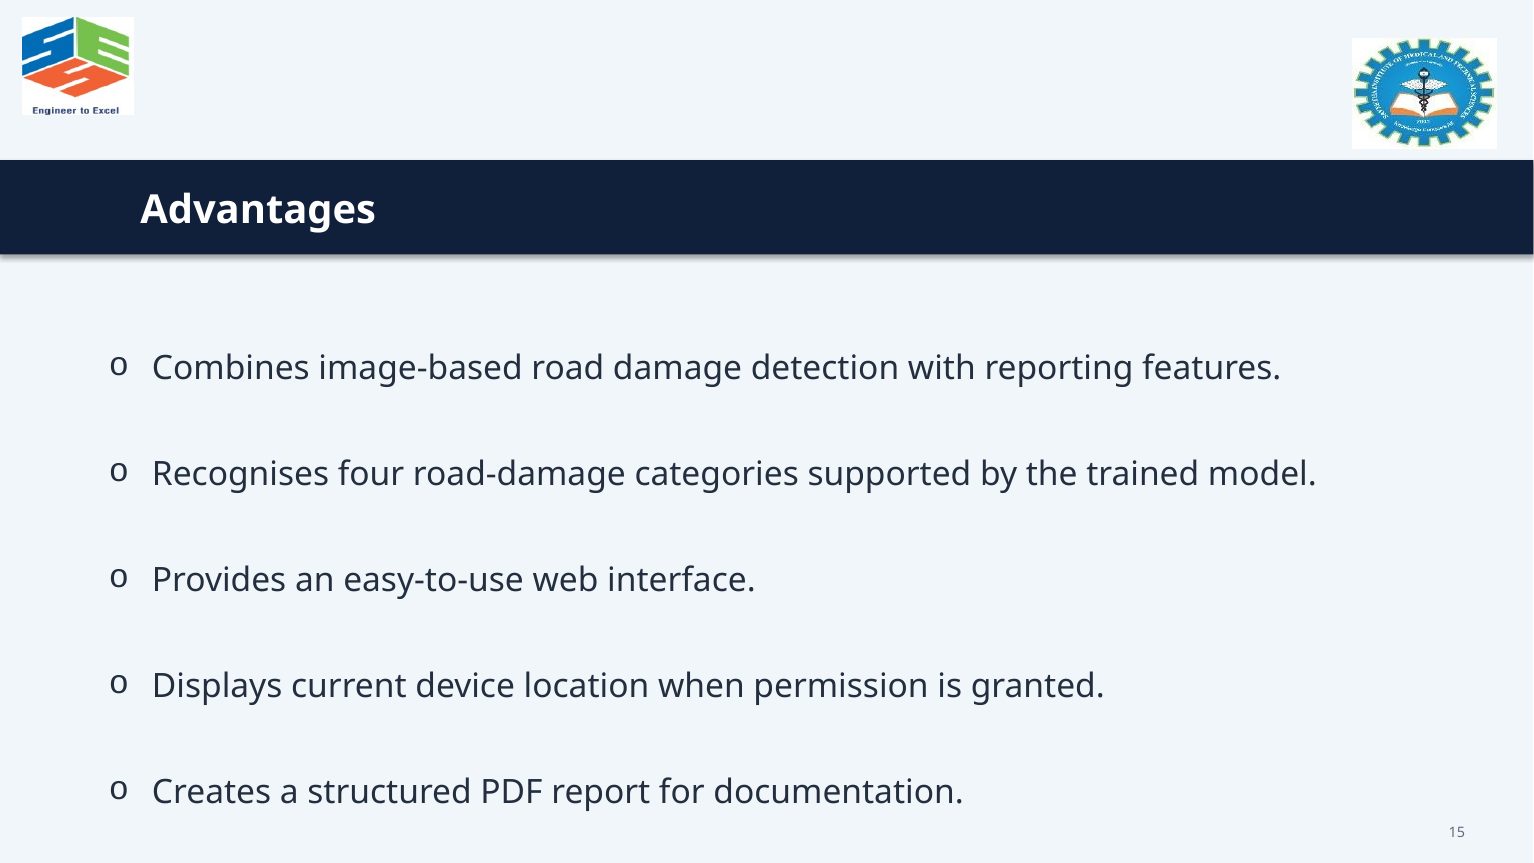 SES
Engineer to Excel
Advantages
o Combines image-based road damage detection with reporting features.
o Recognises four road-damage categories supported by the trained model.
o Provides an easy-to-use web interface.
o Displays current device location when permission is granted.
o Creates a structured PDF report for documentation.
15